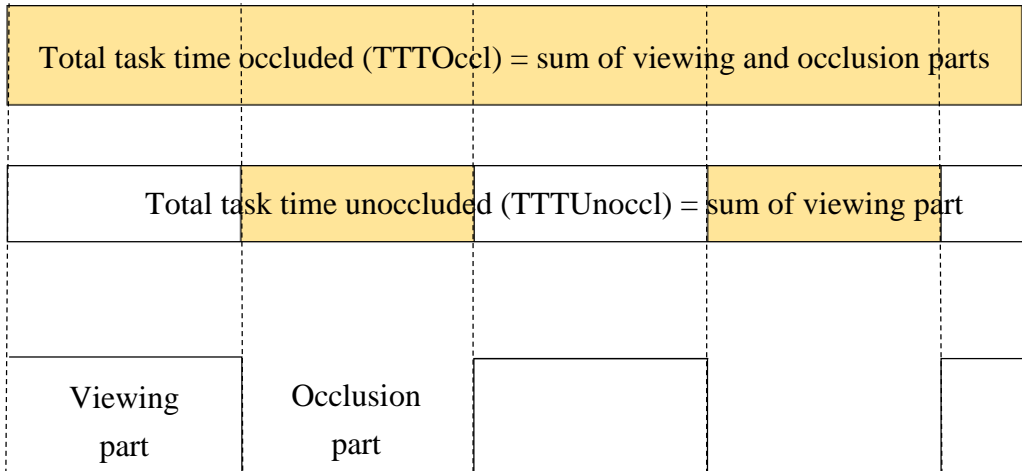 Total task time occluded (TTTOccl) = sum of viewing and occlusion parts
Total task time unoccluded (TTTUnoccl) = sum of viewing part
Viewing
part
Occlusion
part